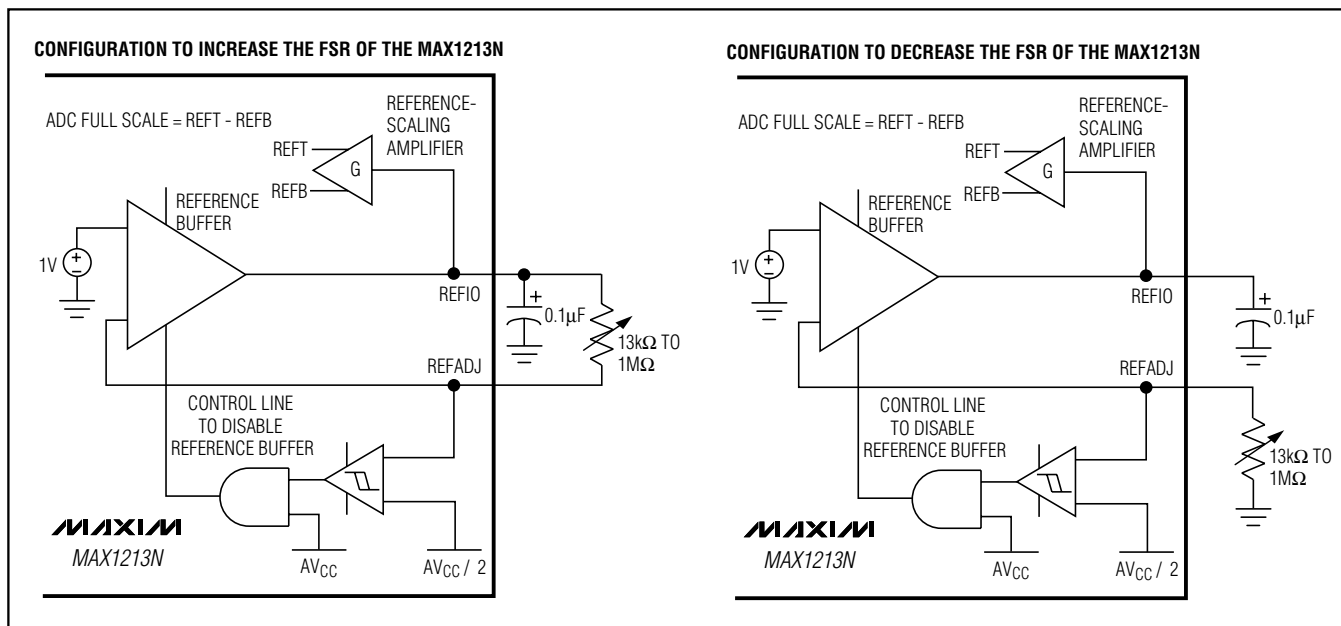 CONFIGURATION TO INCREASE THE FSR OF THE MAX1213N
ADC FULL SCALE = REFT - REFB
REFERENCE-
SCALING
AMPLIFIER
REFT
G
REFB
REFERENCE
BUFFER
1V
+
−
REFIO
+
0.1µF
13kΩ TO
1MΩ
REFADJ
CONTROL LINE
TO DISABLE
REFERENCE BUFFER
MAXIM
MAX1213N
AVCC
AVCC / 2
CONFIGURATION TO DECREASE THE FSR OF THE MAX1213N
ADC FULL SCALE = REFT - REFB
REFERENCE-
SCALING
AMPLIFIER
REFT
G
REFB
REFERENCE
BUFFER
1V
+
−
REFIO
+
0.1µF
REFADJ
13kΩ TO
1MΩ
CONTROL LINE
TO DISABLE
REFERENCE BUFFER
MAXIM
MAX1213N
AVCC
AVCC / 2